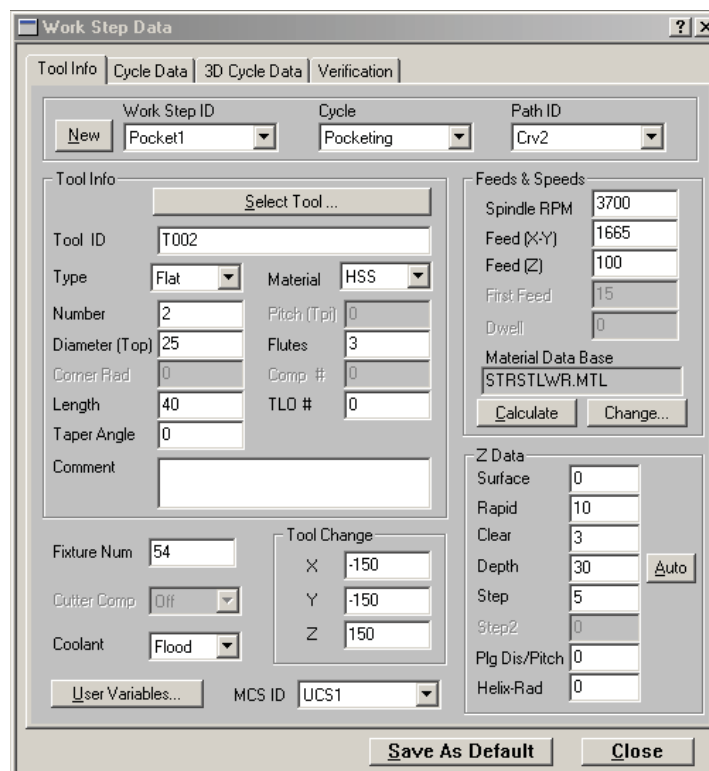 Work Step Data
Tool Info Cycle Data 3D Cycle Data Verification
Work Step ID Cycle Path ID
New Pocket1 Pocketing Crv2
Tool Info
Select Tool ...
Tool ID T002
Type Flat Material HSS
Number 2 Pitch (Tpi) 0
Diameter (Top) 25 Flutes 3
Corner Rad 0 Comp # 0
Length 40 TLO # 0
Taper Angle 0
Comment
Feeds & Speeds
Spindle RPM 3700
Feed (X-Y) 1665
Feed (Z) 100
First Feed 15
Dwell 0
Material Data Base
STRSTLWR.MTL
Calculate Change...
Fixture Num 54
Cutter Comp Off
Coolant Flood
Tool Change
X -150
Y -150
Z 150
Z Data
Surface 0
Rapid 10
Clear 3
Depth 30 Auto
Step 5
Step2 0
Plg Dis/Pitch 0
Helix-Rad 0
User Variables... MCS ID UCS1
Save As Default Close